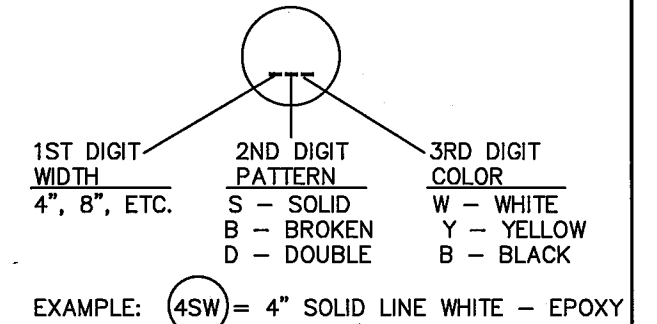 1ST DIGIT 2ND DIGIT 3RD DIGIT
WIDTH PATTERN COLOR
4", 8", ETC. S – SOLID W – WHITE
B – BROKEN Y – YELLOW
D – DOUBLE B – BLACK
EXAMPLE: 4SW = 4" SOLID LINE WHITE – EPOXY